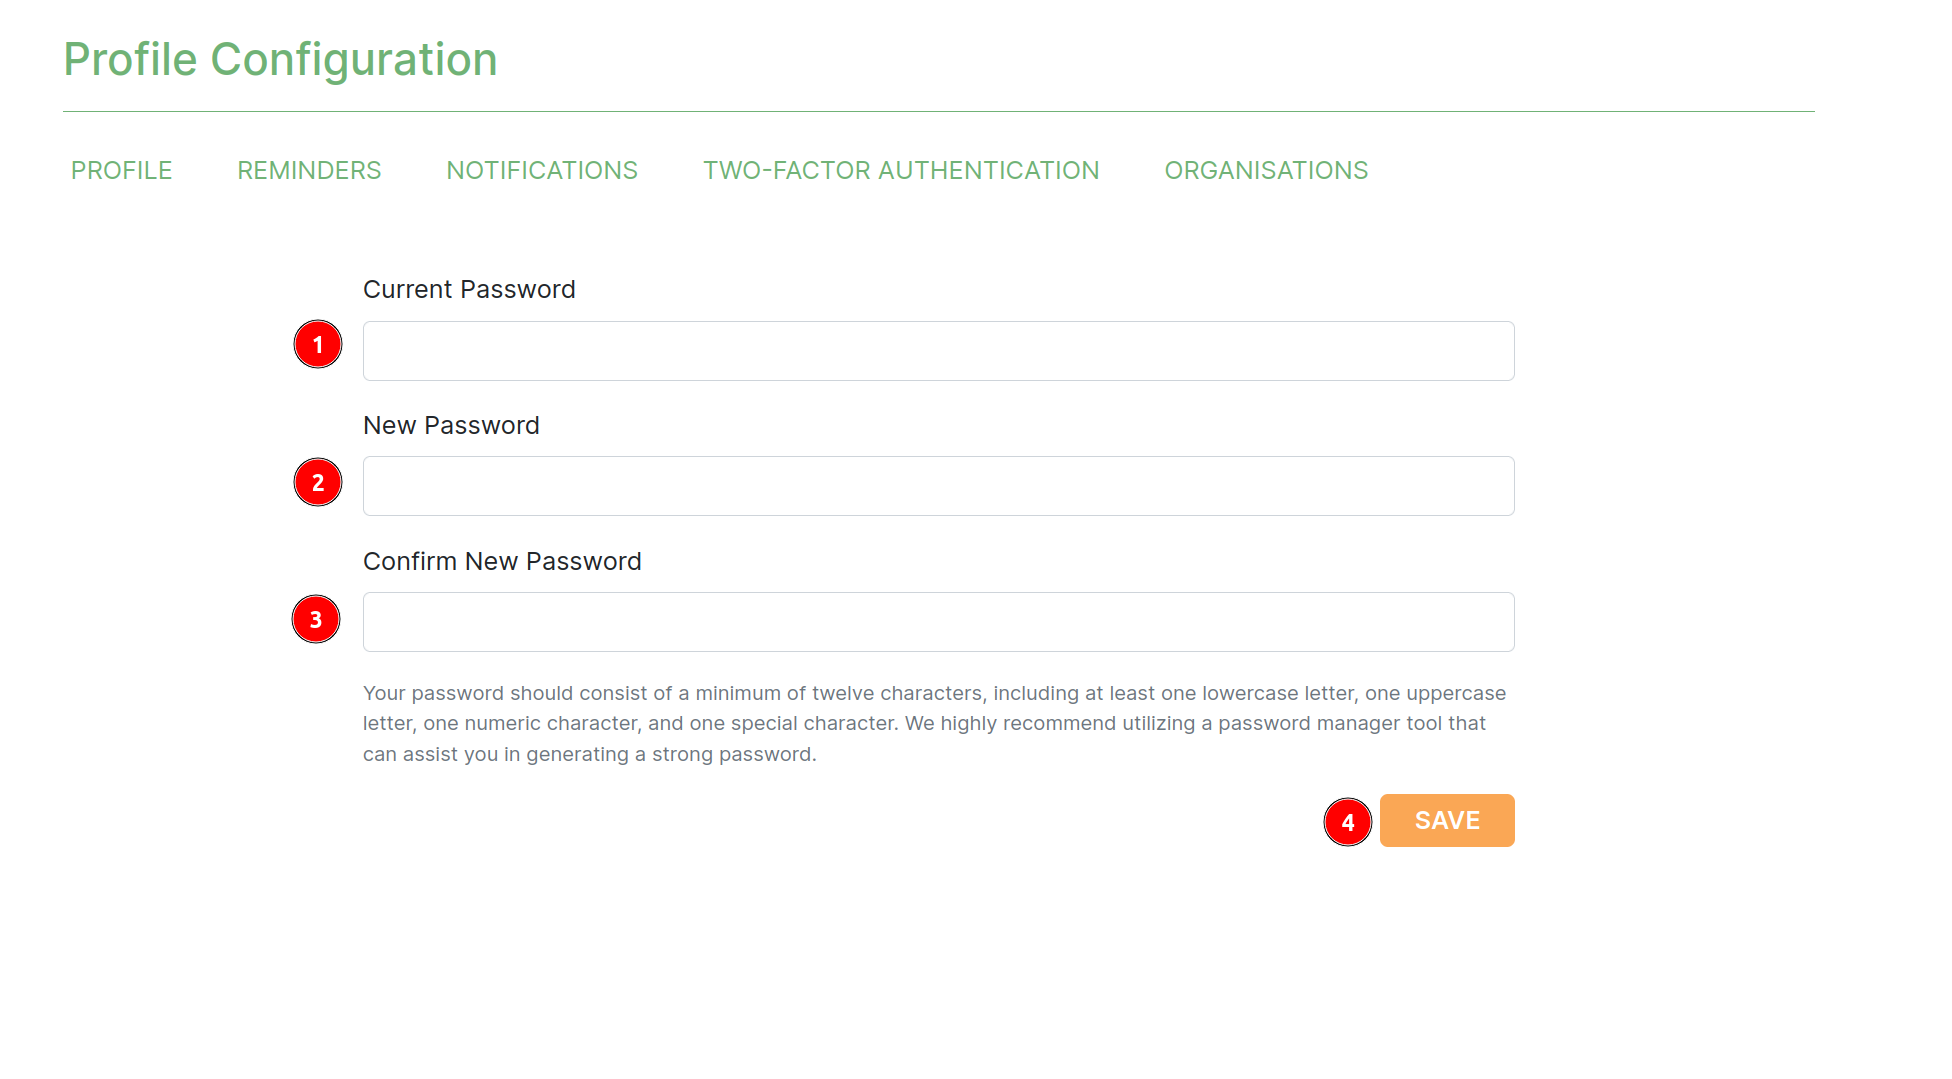 Profile Configuration
PROFILE REMINDERS NOTIFICATIONS TWO-FACTOR AUTHENTICATION ORGANISATIONS
Current Password
1
New Password
2
Confirm New Password
3
Your password should consist of a minimum of twelve characters, including at least one lowercase letter, one uppercase
letter, one numeric character, and one special character. We highly recommend utilizing a password manager tool that
can assist you in generating a strong password.
4 SAVE